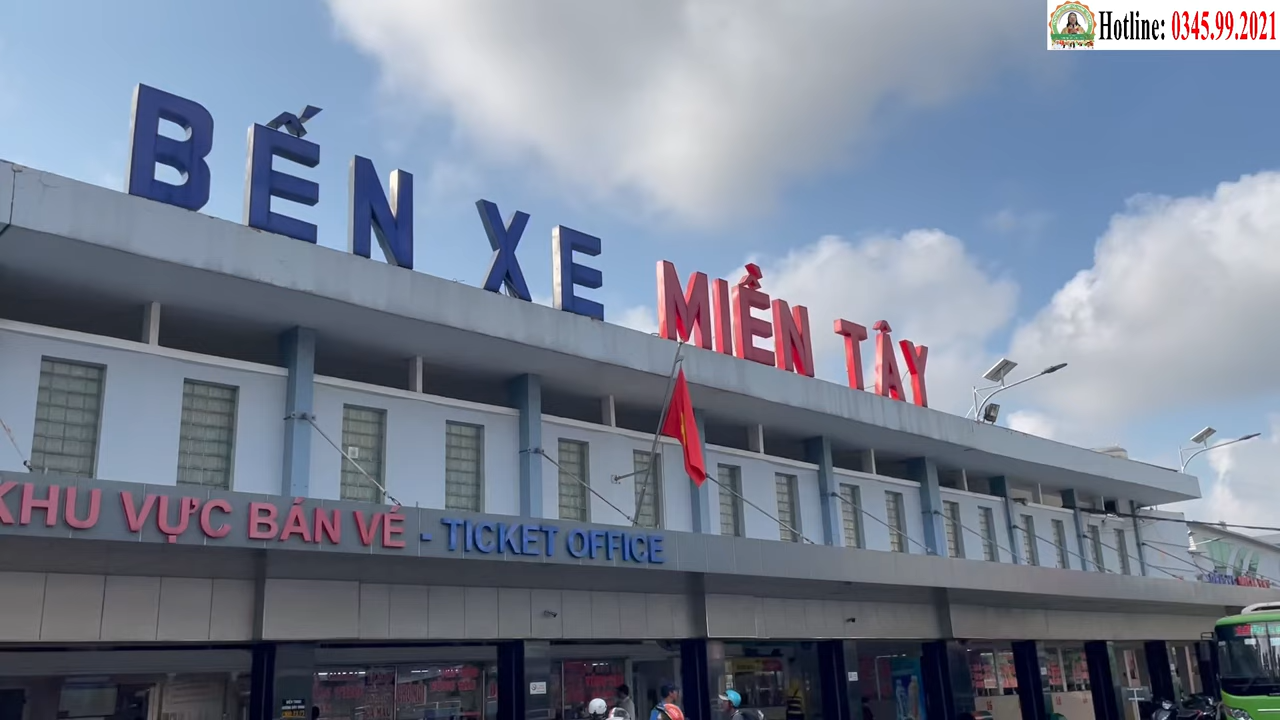 Hotline: 0345.99.2021
BẾN XE MIỀN TÂY
KHU VỰC BÁN VÉ - TICKET OFFICE